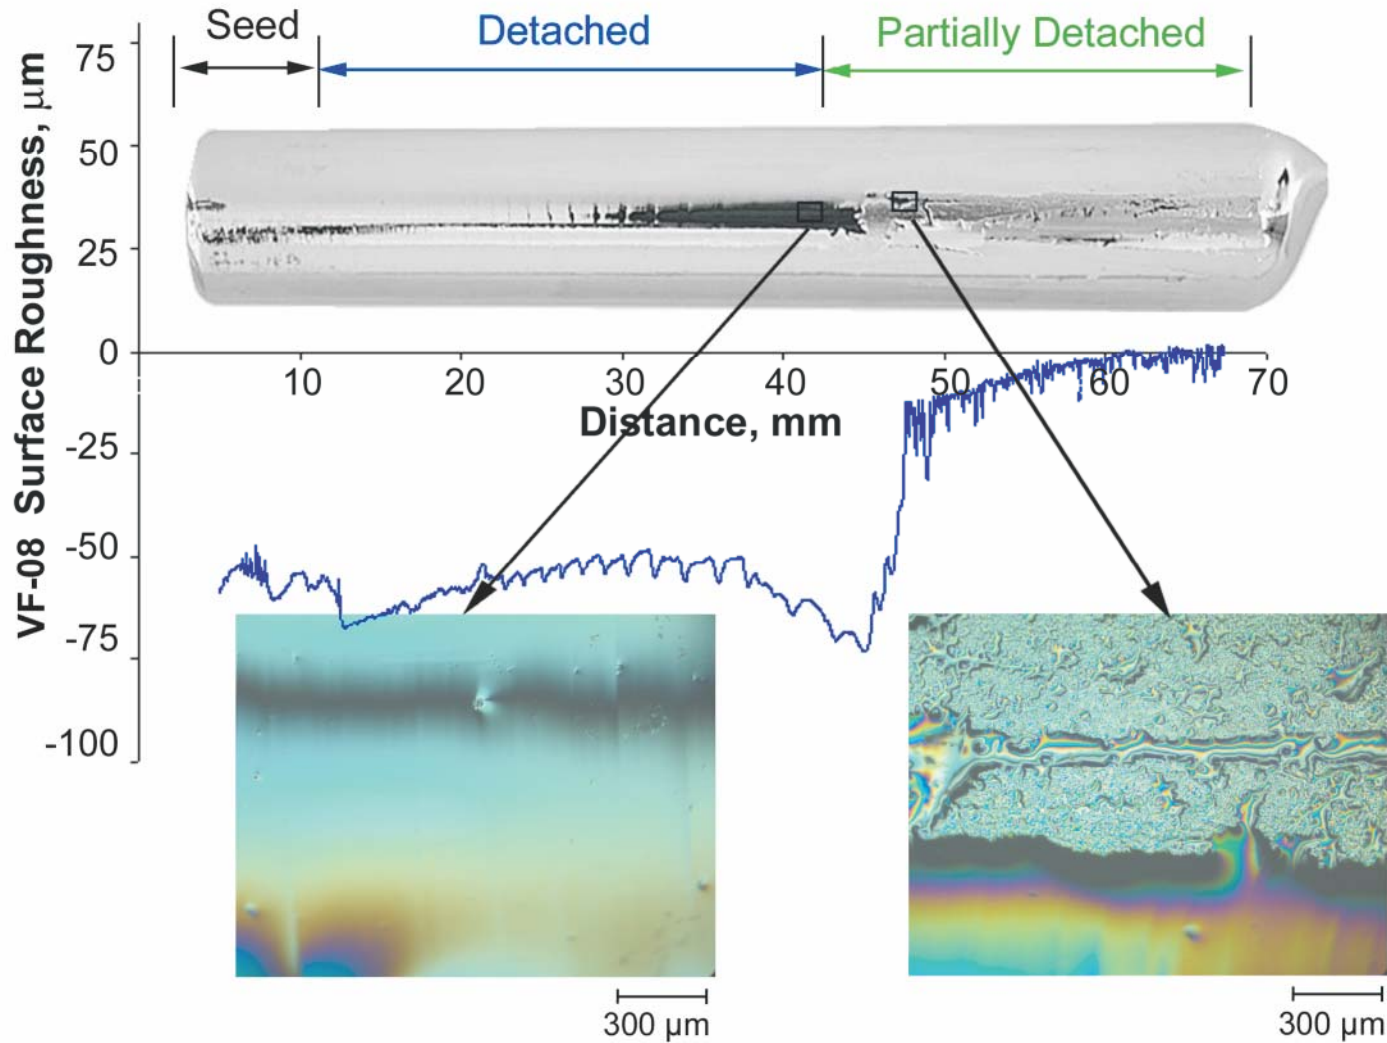 Seed
Detached
Partially Detached
VF-08 Surface Roughness, μm
75
50
25
0
-25
-50
-75
-100
10
20
30
40
50
60
70
Distance, mm
300 μm
300 μm